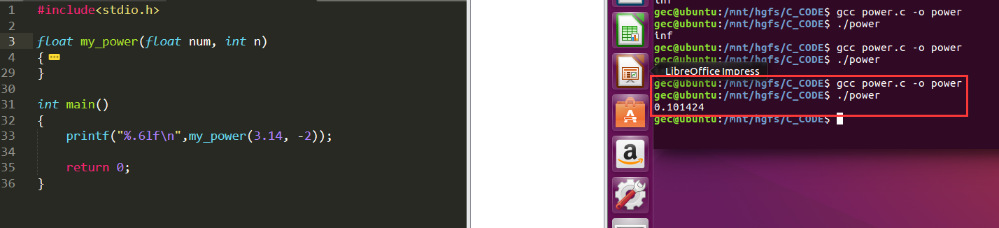 1 #include<stdio.h>
2
3 float my_power(float num, int n)
4 {
29 }
30
31 int main()
32 {
33 printf("%.6lf\n",my_power(3.14, -2));
34
35 return 0;
36 }
inf
gec@ubuntu:/mnt/hgfs/C_CODE$ gcc power.c -o power
gec@ubuntu:/mnt/hgfs/C_CODE$ ./power
inf
gec@ubuntu:/mnt/hgfs/C_CODE$ gcc power.c -o power
gec@ubuntu:/mnt/hgfs/C_CODE$ ./power
LibreOffice Impress
gec@ubuntu:/mnt/hgfs/C_CODE$ gcc power.c -o power
gec@ubuntu:/mnt/hgfs/C_CODE$ ./power
0.101424
gec@ubuntu:/mnt/hgfs/C_CODE$